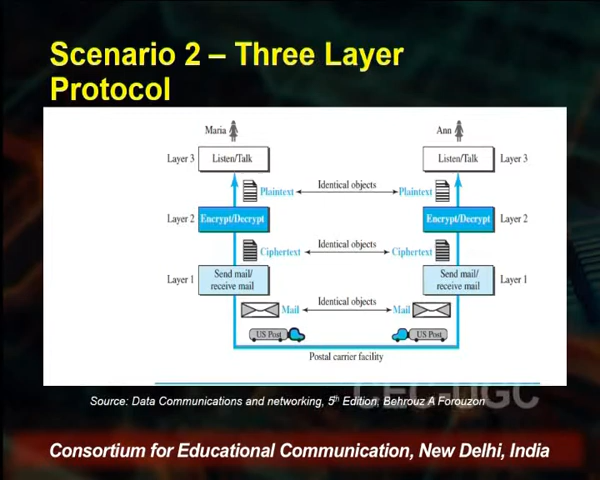 Scenario 2 – Three Layer
Protocol
Maria Ann
Layer 3 Listen/Talk Listen/Talk Layer 3
Plaintext Identical objects Plaintext
Layer 2 Encrypt/Decrypt Encrypt/Decrypt Layer 2
Ciphertext Identical objects Ciphertext
Layer 1 Send mail/ Send mail/ Layer 1
receive mail receive mail
Mail Identical objects Mail
US Post US Post
Postal carrier facility
CEC-UGC
Source: Data Communications and networking, 5th Edition, Behrouz A Forouzon
Consortium for Educational Communication, New Delhi, India